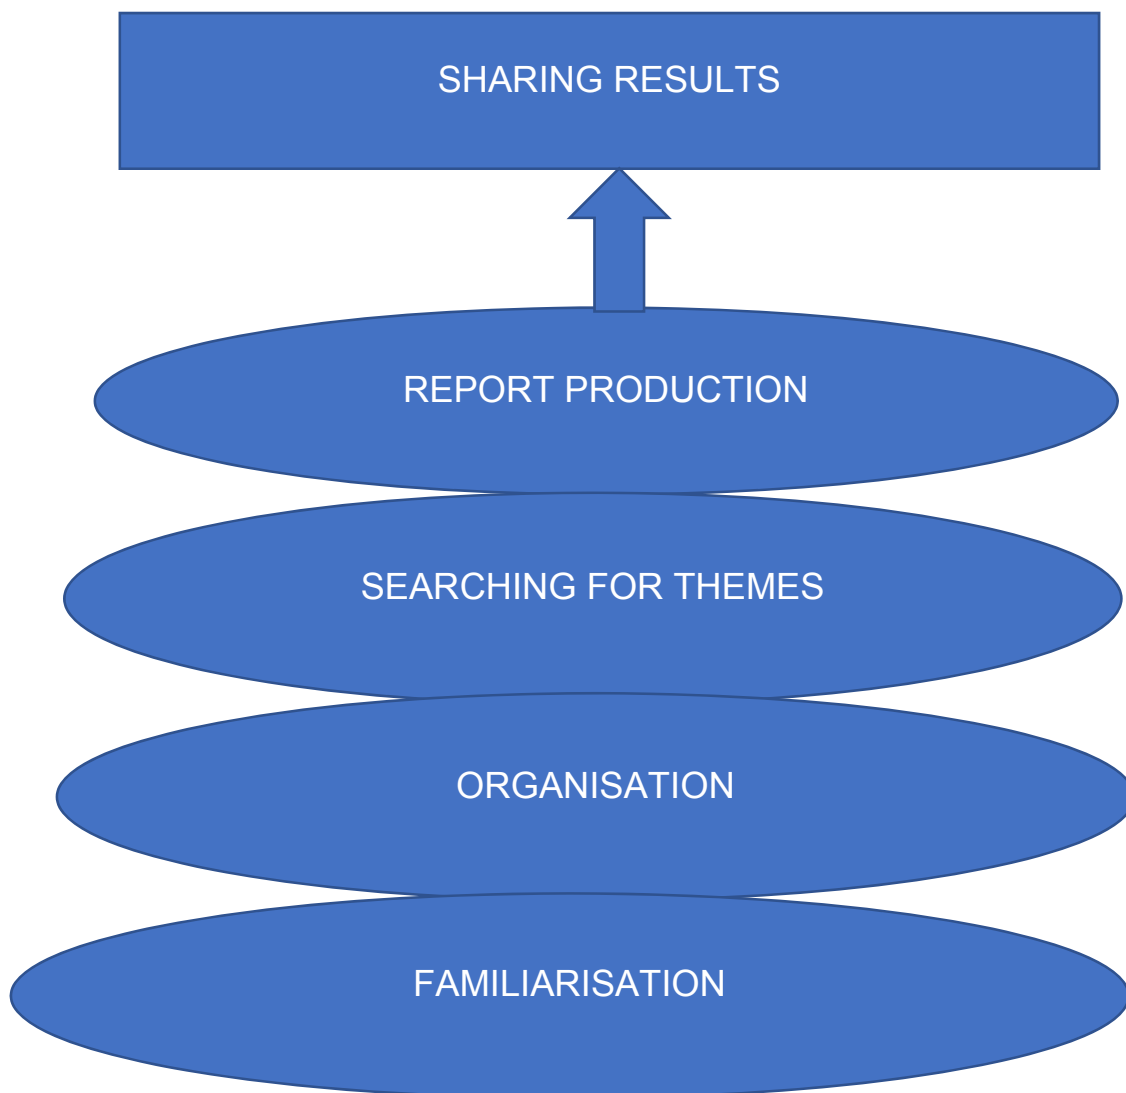 SHARING RESULTS
REPORT PRODUCTION
SEARCHING FOR THEMES
ORGANISATION
FAMILIARISATION